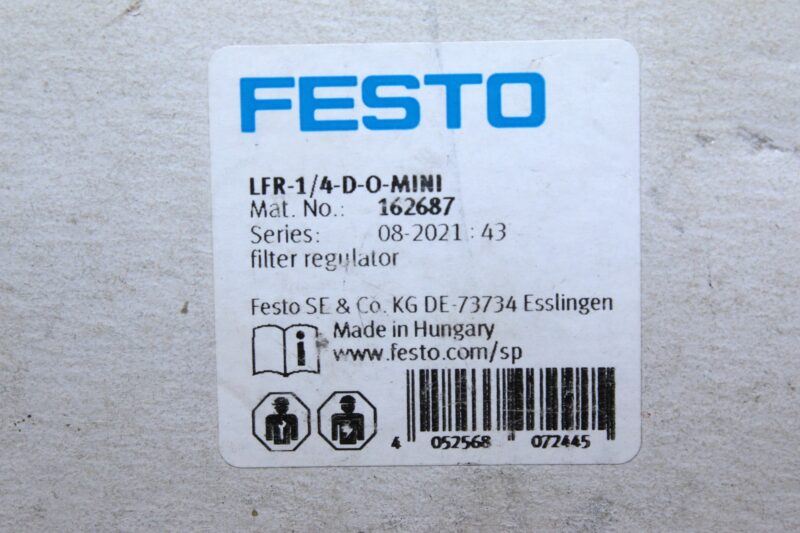 FESTO
LFR-1/4-D-O-MINI
Mat. No.: 162687
Series: 08-2021 : 43
filter regulator
Festo SE & Co. KG DE-73734 Esslingen
Made in Hungary
www.festo.com/sp
4 052568 072445